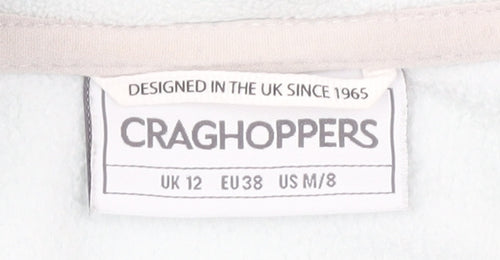 DESIGNED IN THE UK SINCE 1965
CRAGHOPPERS
UK 12 EU 38 US M/8